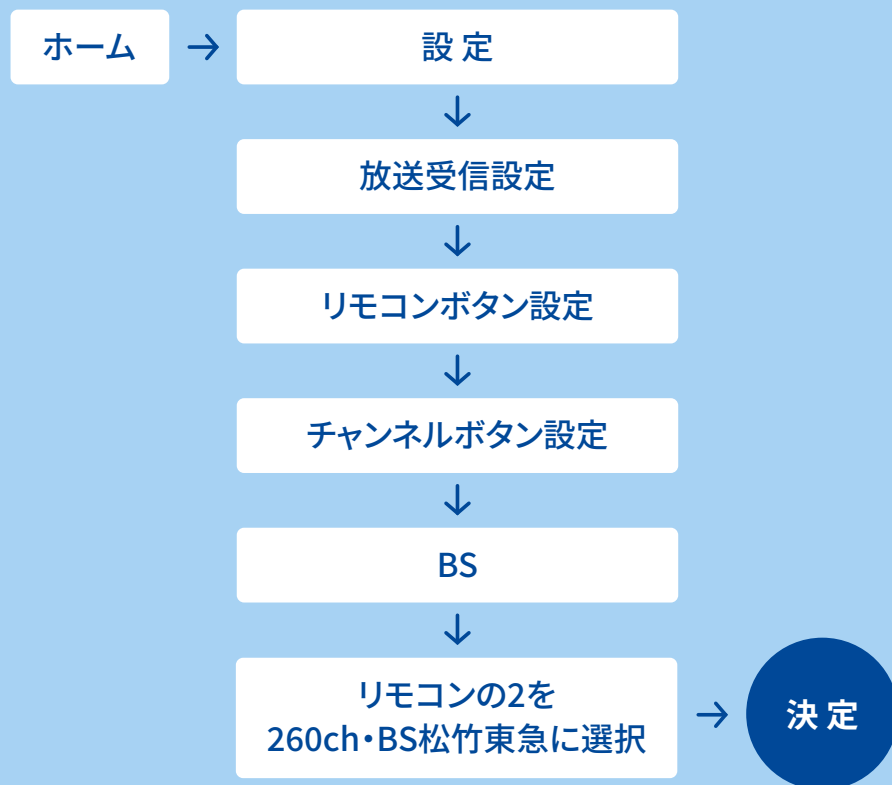 ホーム
設 定
放送受信設定
リモコンボタン設定
チャンネルボタン設定
BS
リモコンの2を
260ch・BS松竹東急に選択
決 定